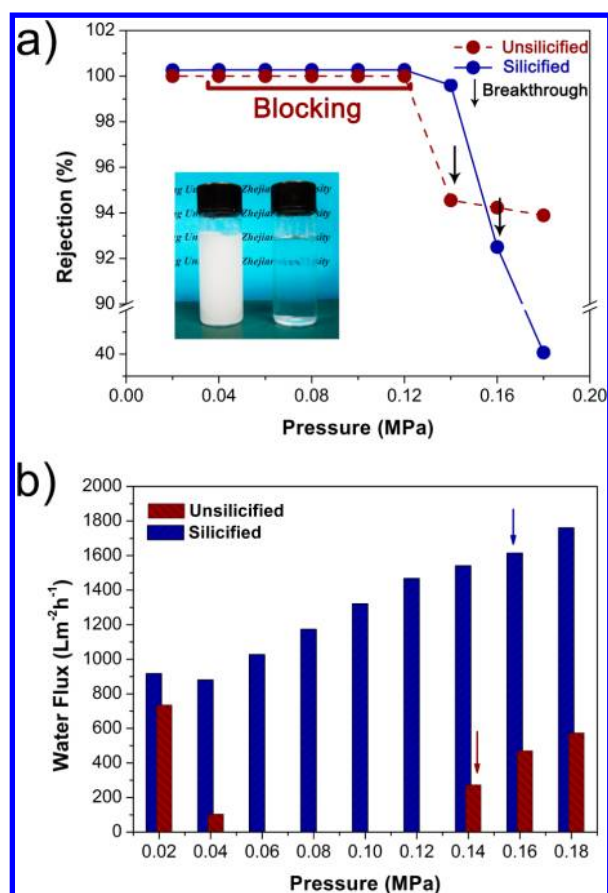 a)
102
100
98
96
94
92
90
40
Rejection (%)
Unsilicified
Silicified
Breakthrough
Blocking
Zhejian
sity
0.00 0.04 0.08 0.12 0.16 0.20
Pressure (MPa)
b)
2000
1800
1600
1400
1200
1000
800
600
400
200
0
Water Flux (Lm⁻²h⁻¹)
Unsilicified
Silicified
0.02 0.04 0.06 0.08 0.10 0.12 0.14 0.16 0.18
Pressure (MPa)